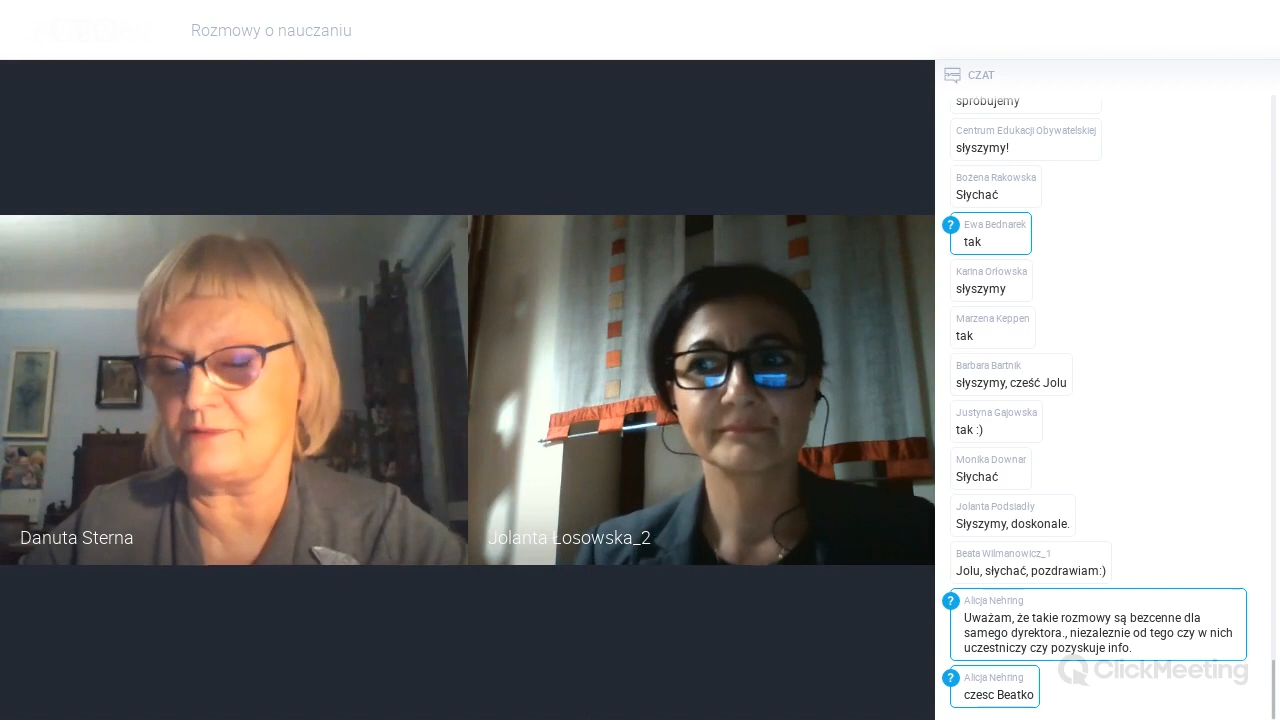 Rozmowy o nauczaniu
CZAT
spróbujemy
Centrum Edukacji Obywatelskiej
słyszymy!
Bożena Rakowska
Słychać
? Ewa Bednarek
tak
Karina Orłowska
słyszymy
Marzena Keppen
tak
Barbara Bartnik
słyszymy, cześć Jolu
Justyna Gajowska
tak :)
Monika Downar
Słychać
Jolanta Podsiadły
Słyszymy, doskonale.
Beata Wilmanowicz_1
Jolu, słychać, pozdrawiam:)
? Alicja Nehring
Uważam, że takie rozmowy są bezcenne dla
samego dyrektora., niezaleznie od tego czy w nich
uczestniczy czy pozyskuje info.
? Alicja Nehring
czesc Beatko
ClickMeeting
Danuta Sterna
Jolanta Łosowska_2